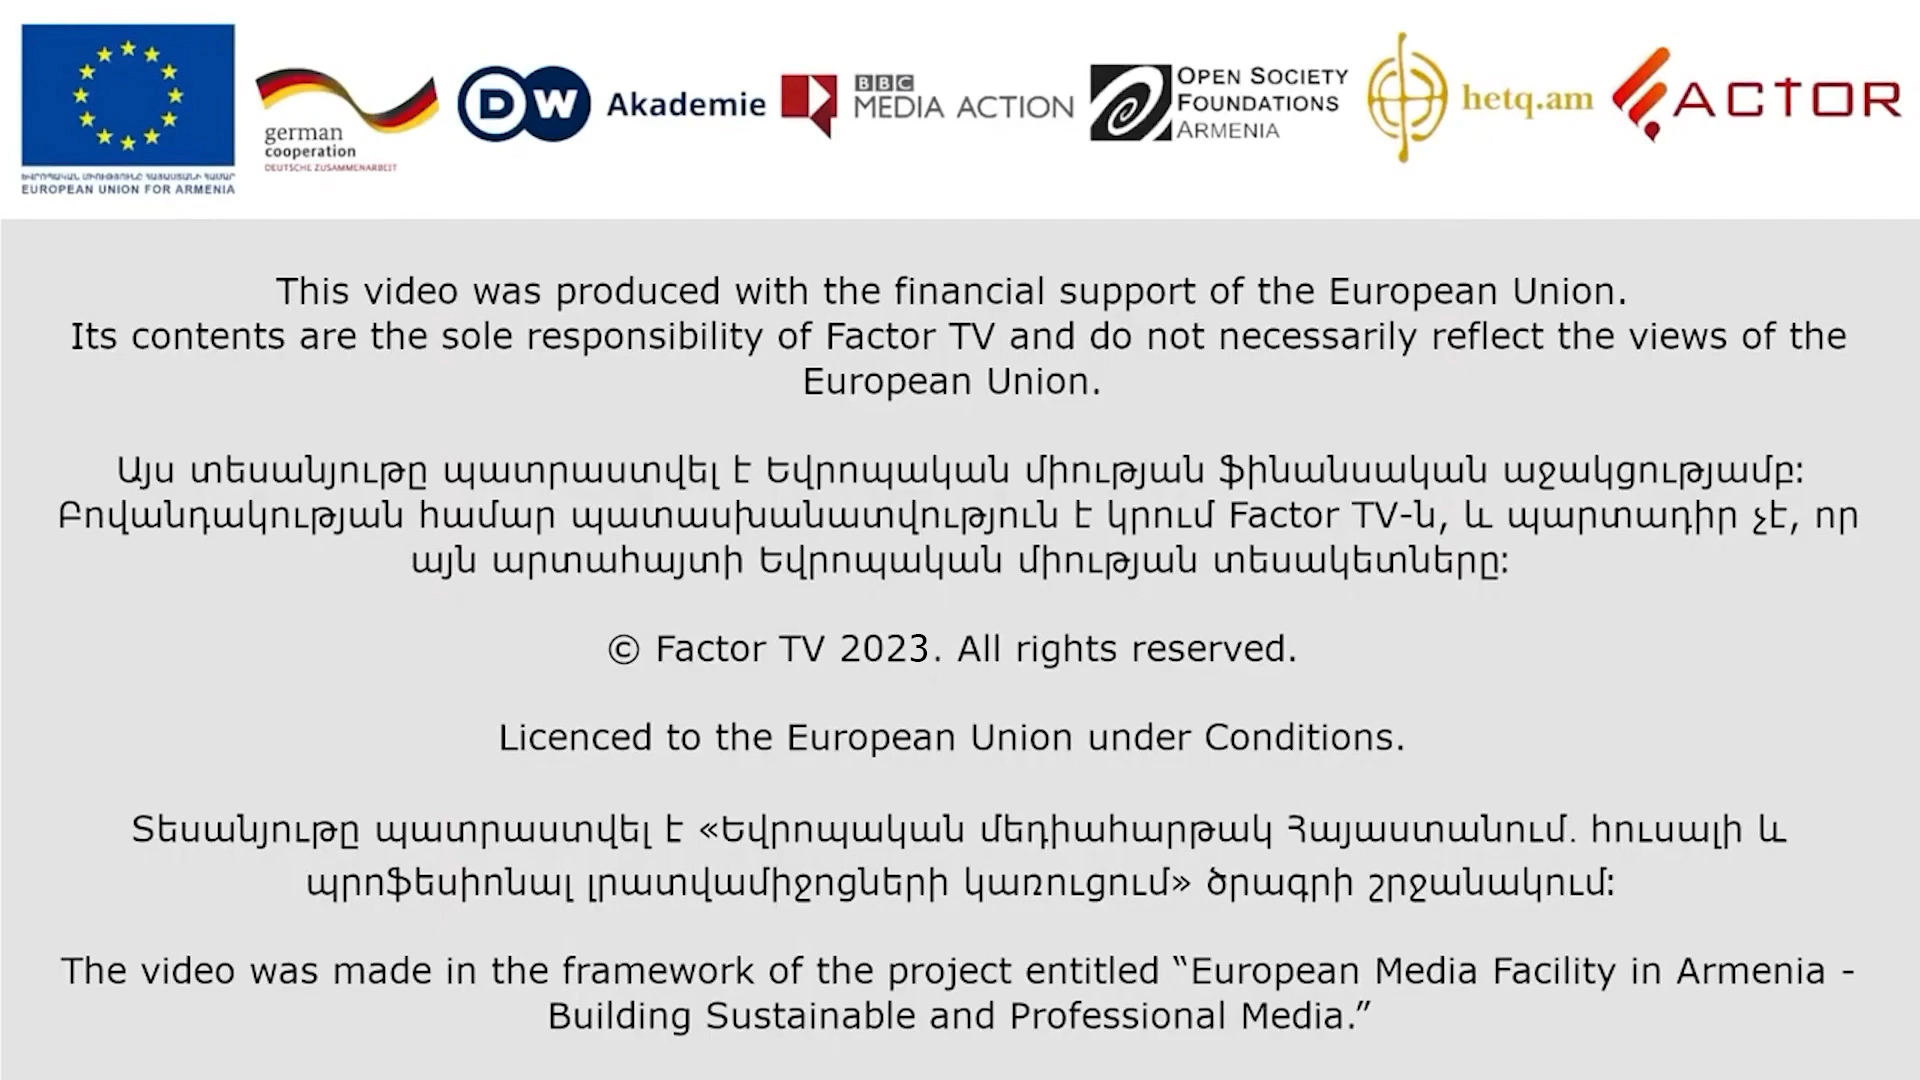 ԵՎՐՈՊԱԿԱՆ ՄԻՈՒԹՅՈՒՆԸ ՀԱՅԱՍՏԱՆԻ ՀԱՄԱՐ
EUROPEAN UNION FOR ARMENIA
german
cooperation
DEUTSCHE ZUSAMMENARBEIT
DW Akademie
BBC
MEDIA ACTION
OPEN SOCIETY
FOUNDATIONS
ARMENIA
hetq.am
FACTOR
This video was produced with the financial support of the European Union.
Its contents are the sole responsibility of Factor TV and do not necessarily reflect the views of the
European Union.
Այս տեսանյութը պատրաստվել է Եվրոպական միության ֆինանսական աջակցությամբ:
Բովանդակության համար պատասխանատվություն է կրում Factor TV-ն, և պարտադիր չէ, որ
այն արտահայտի Եվրոպական միության տեսակետները:
© Factor TV 2023. All rights reserved.
Licenced to the European Union under Conditions.
Տեսանյութը պատրաստվել է «Եվրոպական մեդիահարթակ Հայաստանում. հուսալի և
պրոֆեսիոնալ լրատվամիջոցների կառուցում» ծրագրի շրջանակում:
The video was made in the framework of the project entitled “European Media Facility in Armenia -
Building Sustainable and Professional Media.”